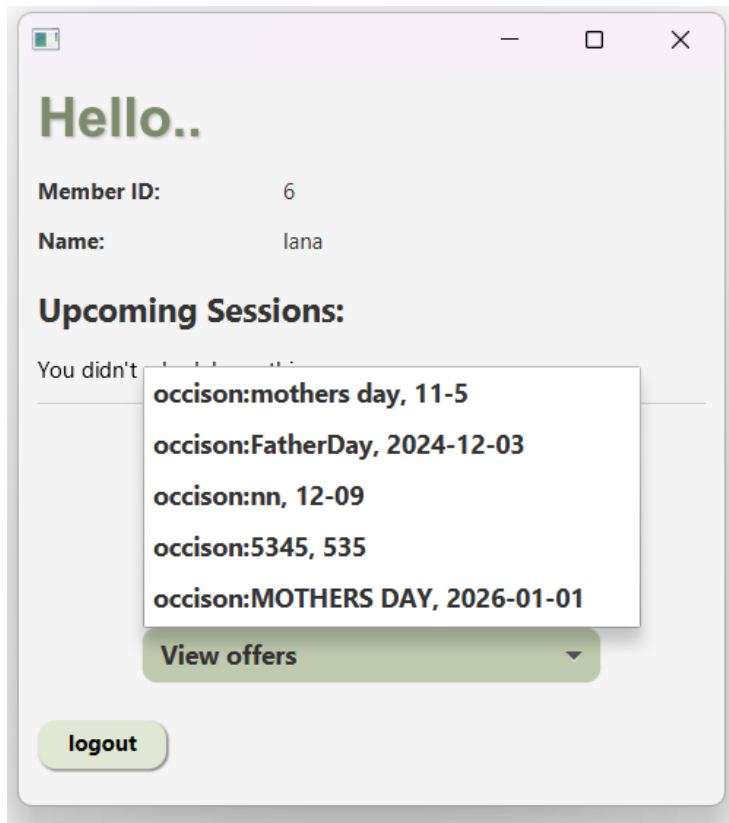 Hello..
Member ID: 6
Name: lana
Upcoming Sessions:
You didn't
occison:mothers day, 11-5
occison:FatherDay, 2024-12-03
occison:nn, 12-09
occison:5345, 535
occison:MOTHERS DAY, 2026-01-01
View offers
logout